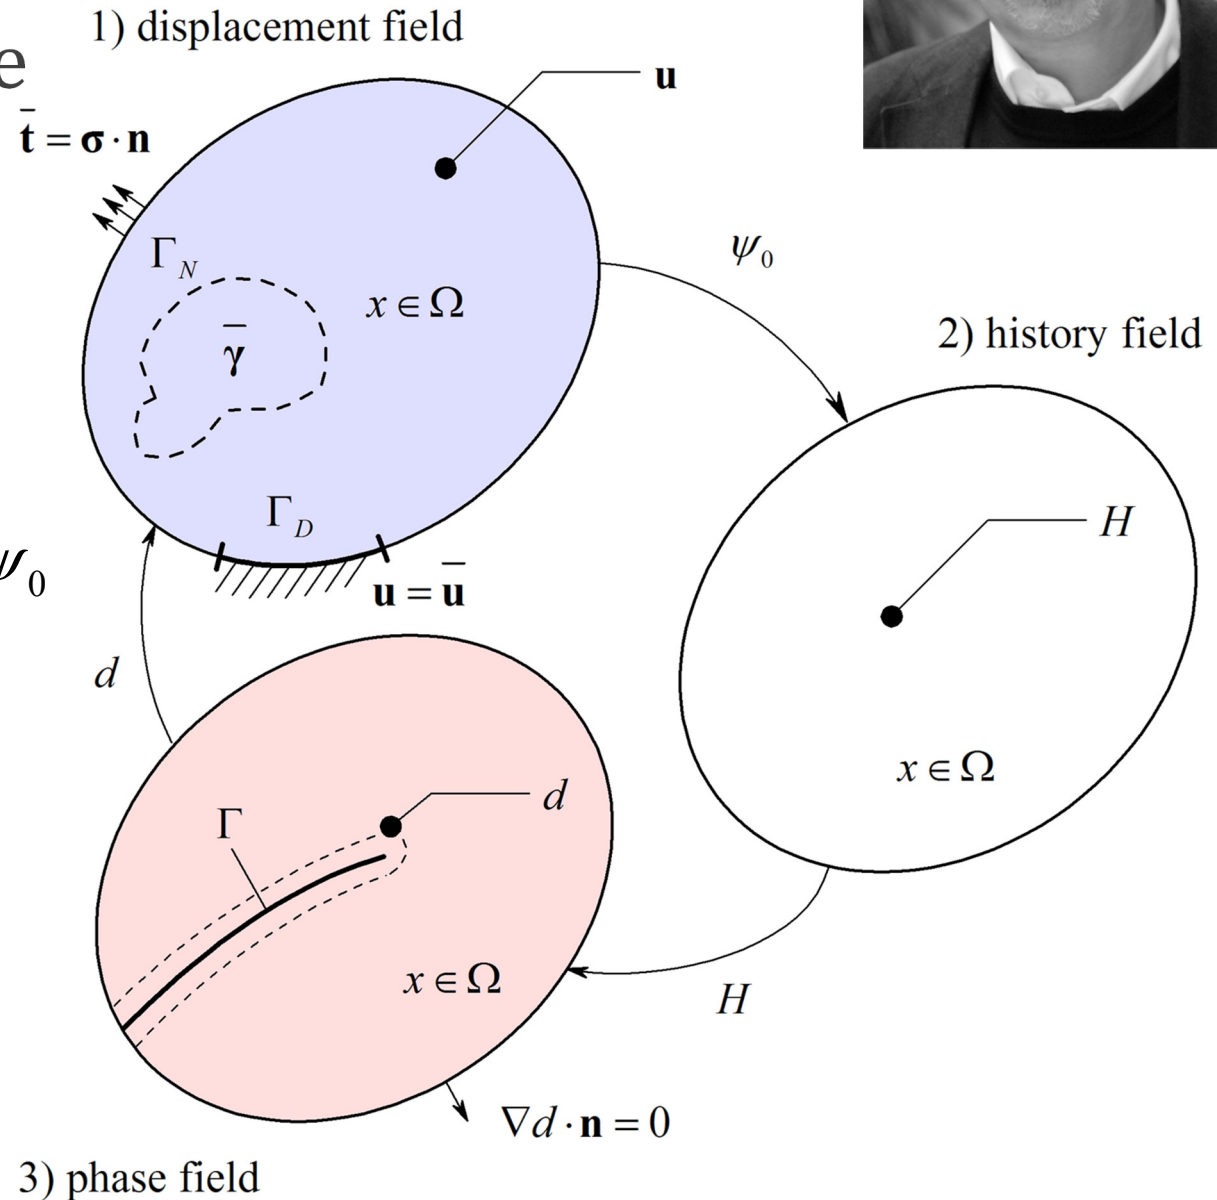 1) displacement field
e
u
t̄ = σ · n
Γ_N
ψ₀
x ∈ Ω
γ̄
2) history field
Γ_D
H
ψ₀
u = ū
d
x ∈ Ω
d
Γ
x ∈ Ω
H
∇d · n = 0
3) phase field